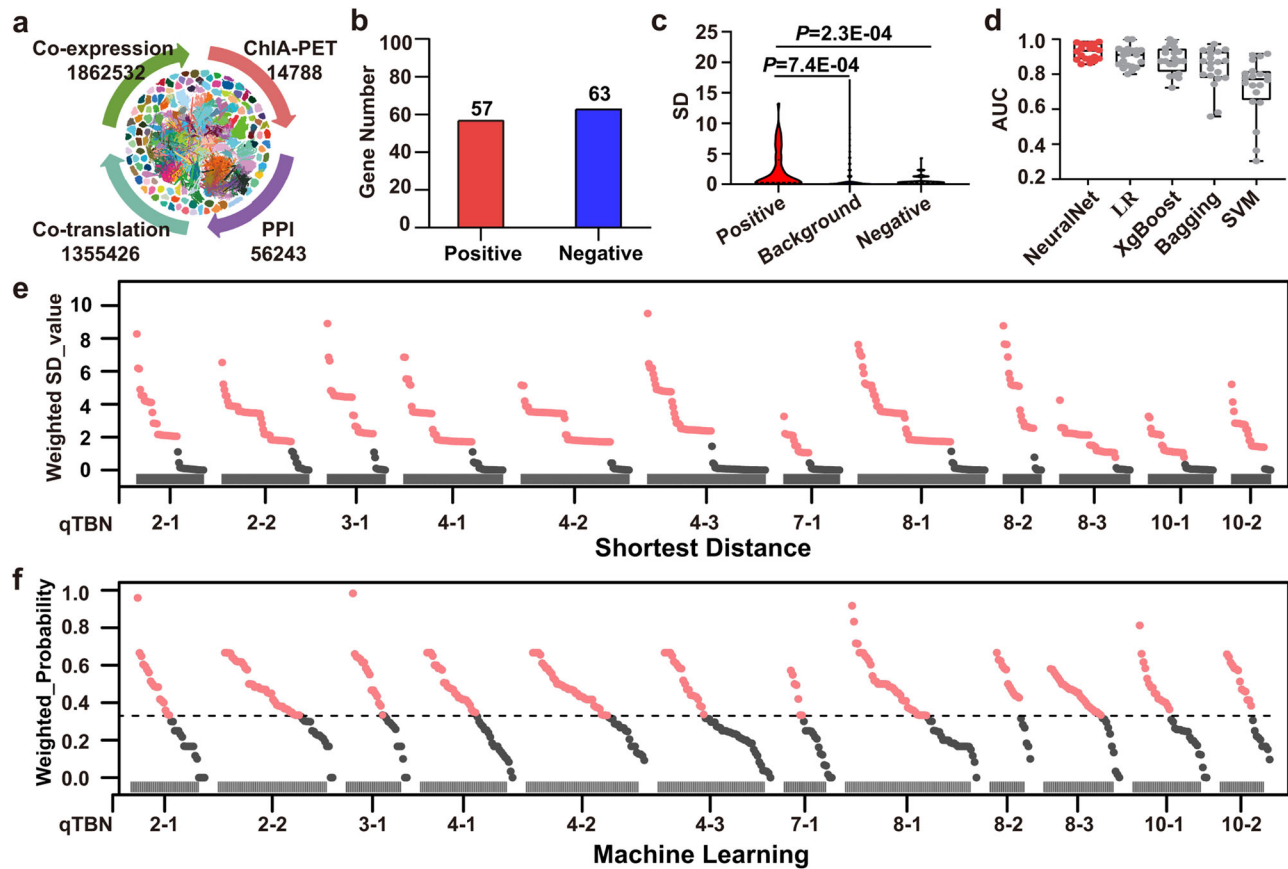 a
Co-expression
1862532
ChIA-PET
14788
Co-translation
1355426
PPI
56243
b
Gene Number
100
80
60
40
20
0
57
63
Positive
Negative
c
SD
25
20
15
10
5
0
P=2.3E-04
P=7.4E-04
Positive
Background
Negative
d
AUC
1.0
0.8
0.6
0.4
0.2
NeuralNet
LR
XgBoost
Bagging
SVM
e
Weighted SD_value
10
8
6
4
2
0
qTBN
2-1 2-2 3-1 4-1 4-2 4-3 7-1 8-1 8-2 8-3 10-1 10-2
Shortest Distance
f
Weighted_Probability
1.0
0.8
0.6
0.4
0.2
0.0
qTBN
2-1 2-2 3-1 4-1 4-2 4-3 7-1 8-1 8-2 8-3 10-1 10-2
Machine Learning